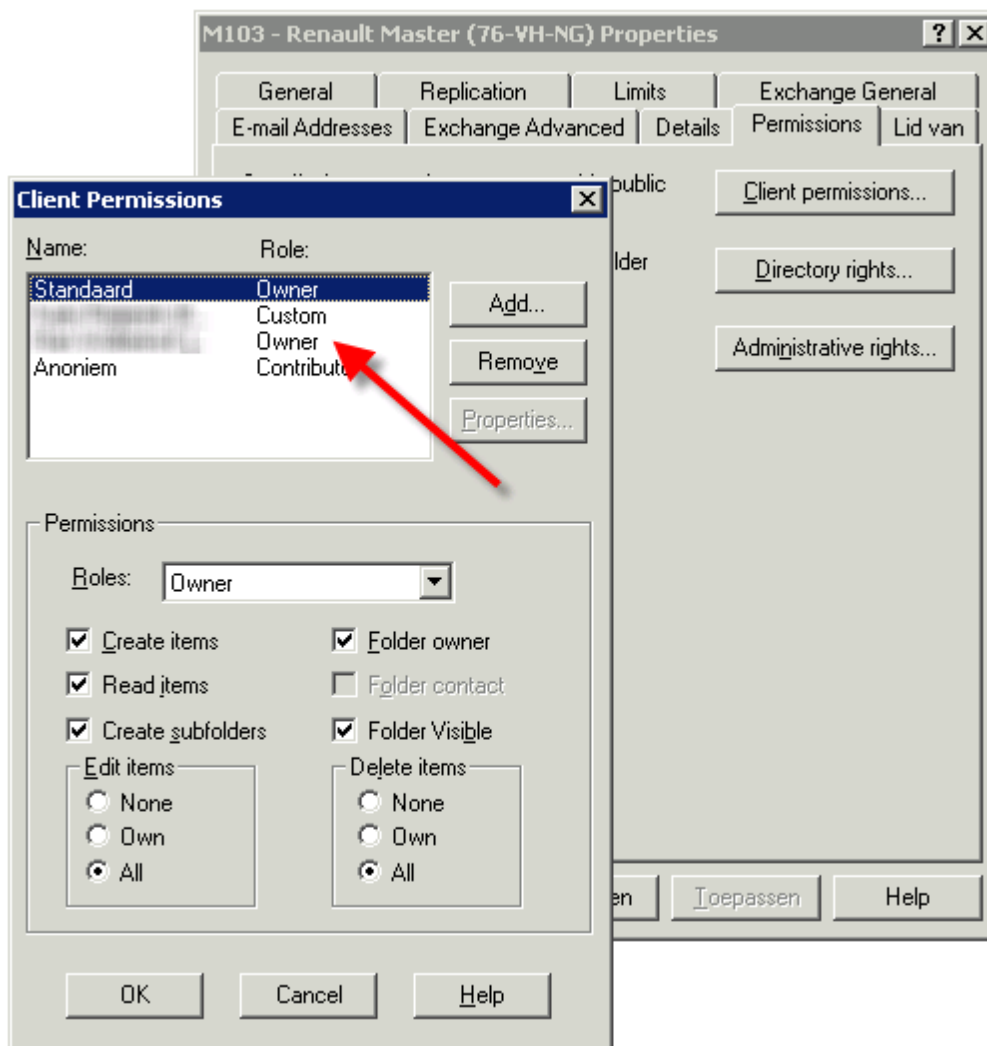 M103 - Renault Master (76-VH-NG) Properties
General Replication Limits Exchange General
E-mail Addresses Exchange Advanced Details Permissions Lid van
public
Client permissions...
lder
Directory rights...
Administrative rights...
en Toepassen Help
Client Permissions
Name: Role:
Standaard Owner
Custom
Owner
Anoniem Contributo
Add...
Remove
Properties...
Permissions
Roles: Owner
Create items Folder owner
Read items Folder contact
Create subfolders Folder Visible
Edit items Delete items
None None
Own Own
All All
OK Cancel Help